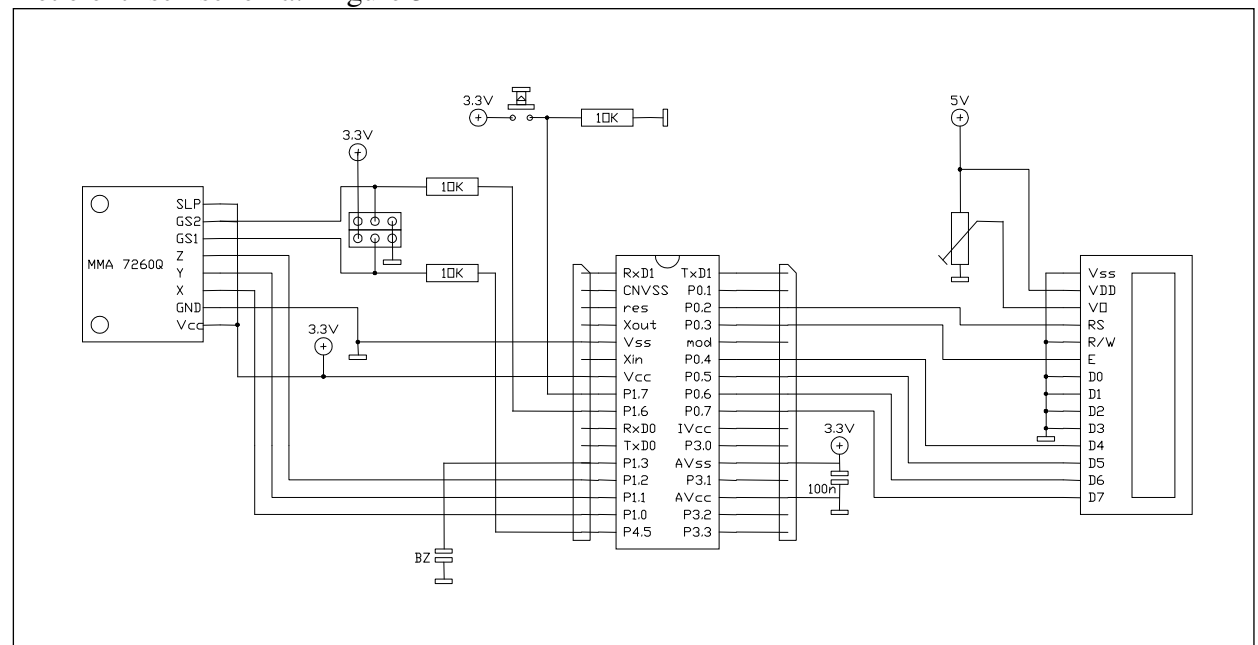 3.3V
5V
3.3V
10K
10K
SLP
GS2
GS1
Z
Y
X
GND
Vcc
MMA 7260Q
10K
3.3V
RxD1
CNVSS
res
Xout
Vss
Xin
Vcc
P1.7
P1.6
RxD0
TxD0
P1.3
P1.2
P1.1
P1.0
P4.5
TxD1
P0.1
P0.2
P0.3
mod
P0.4
P0.5
P0.6
P0.7
IVcc
P3.0
AVss
P3.1
AVcc
P3.2
P3.3
3.3V
100n
BZ
Vss
VDD
VO
RS
R/W
E
D0
D1
D2
D3
D4
D5
D6
D7